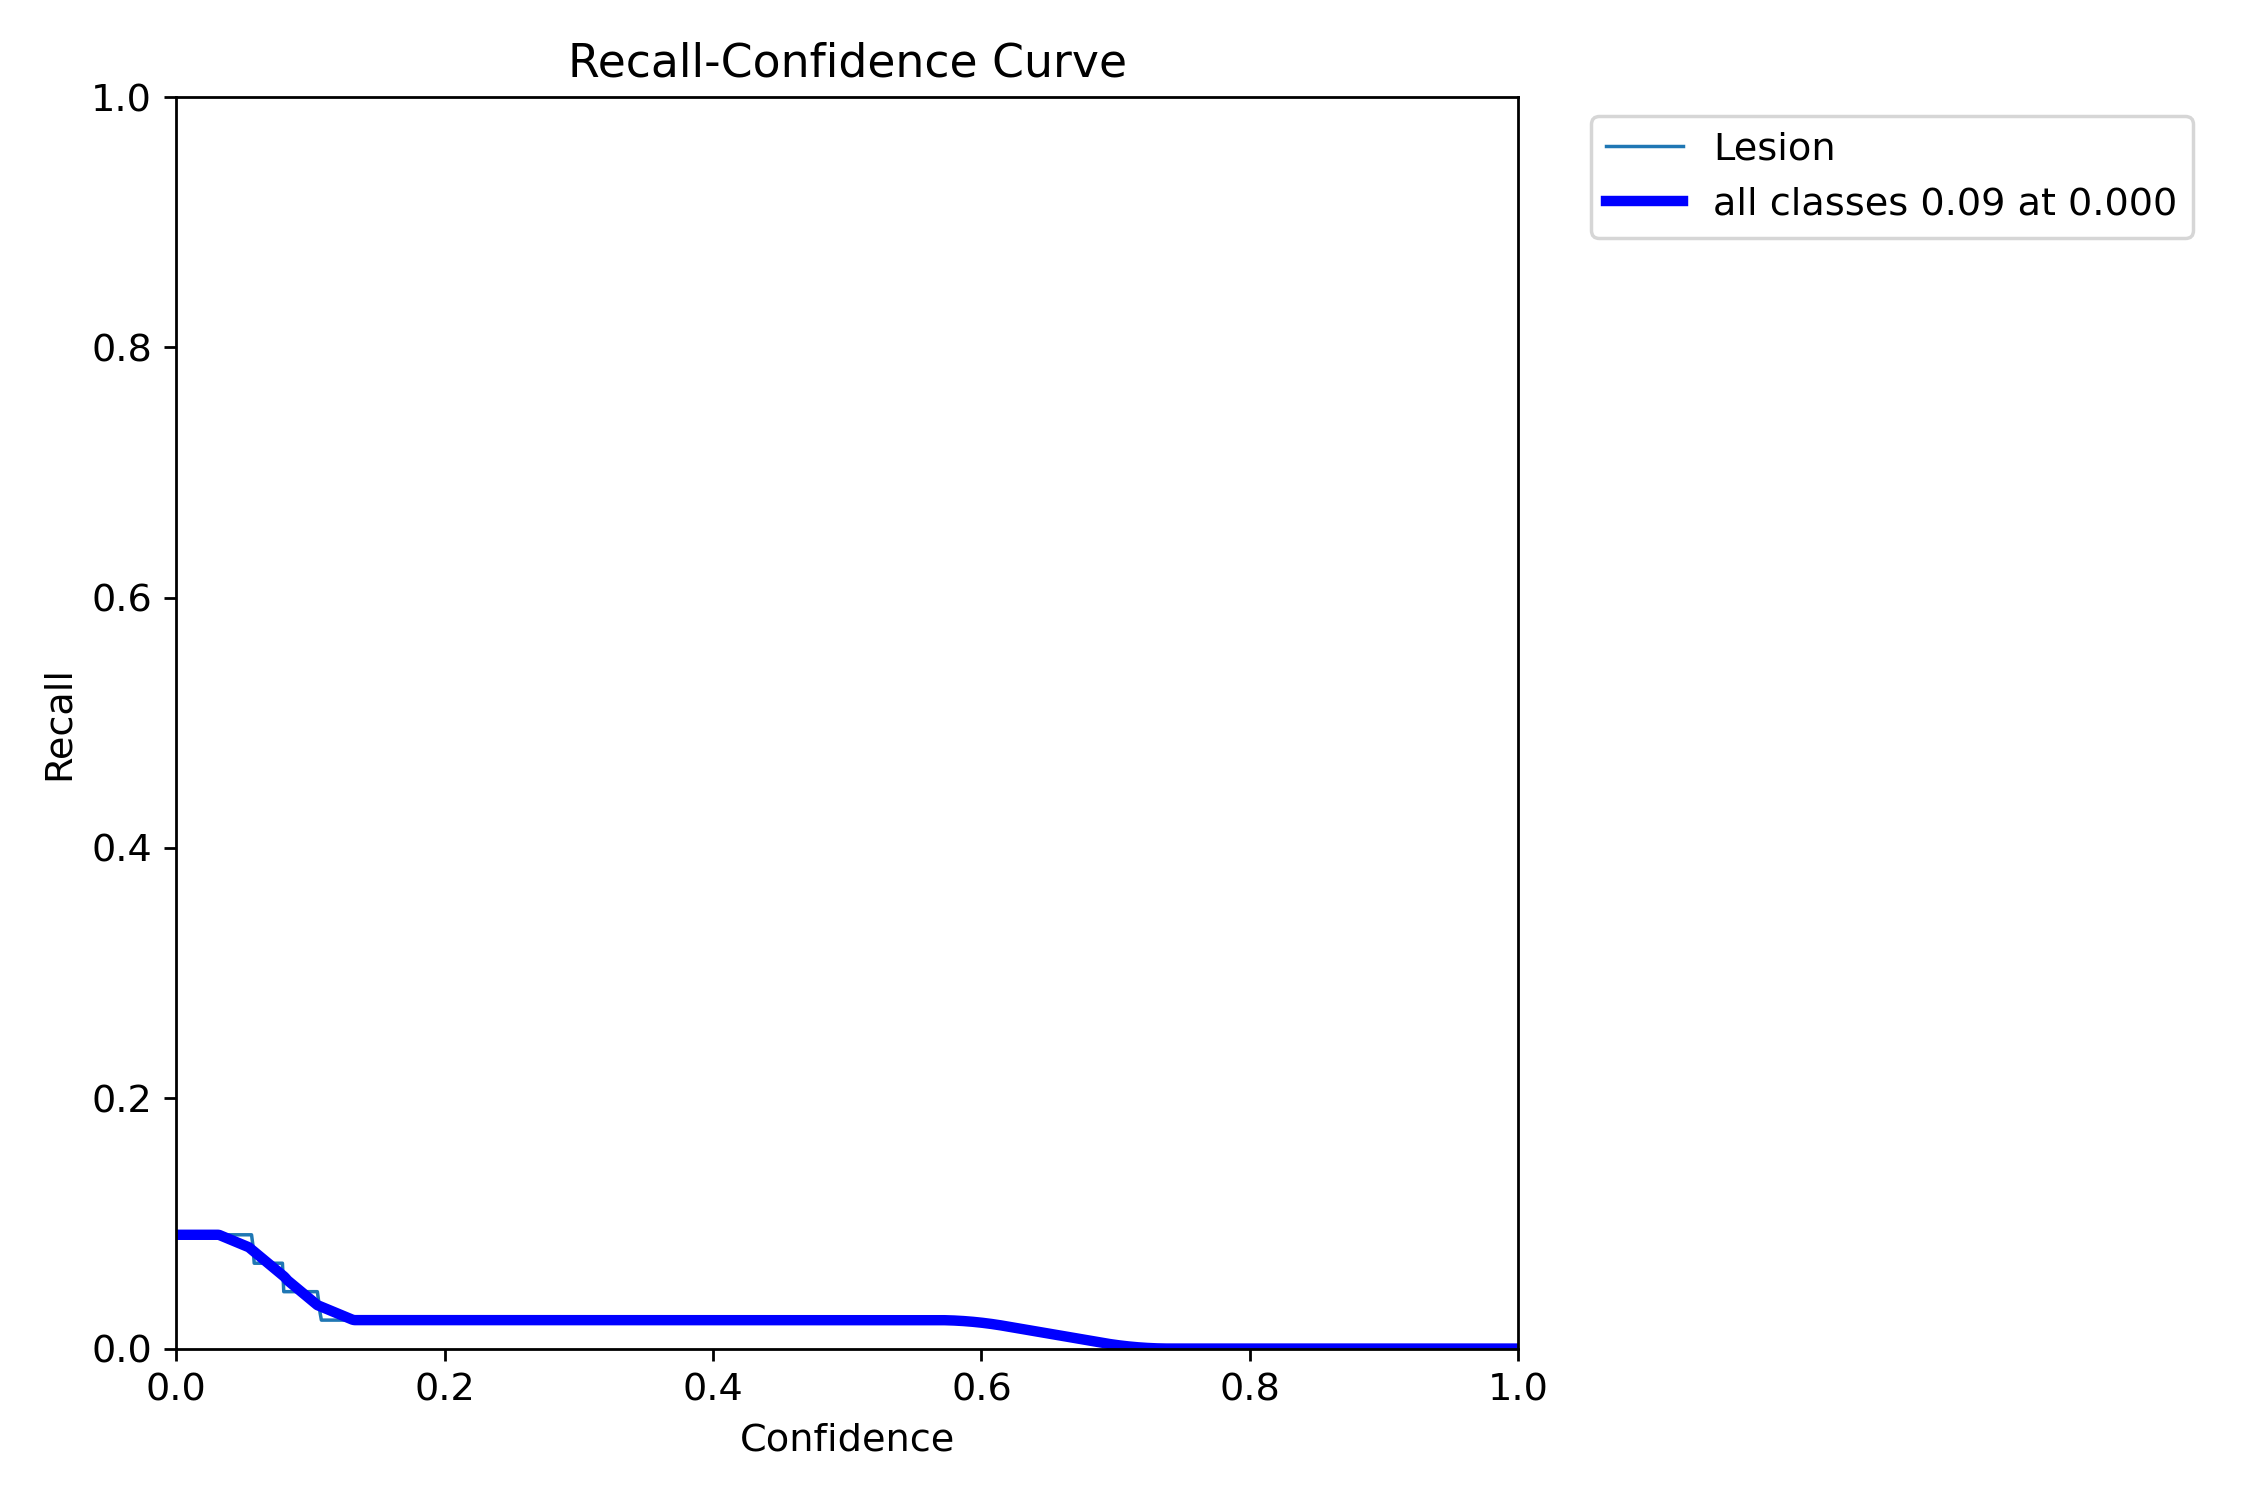 Recall-Confidence Curve
Lesion
all classes 0.09 at 0.000
1.0
0.8
0.6
0.4
0.2
0.0
Recall
0.0 0.2 0.4 0.6 0.8 1.0
Confidence